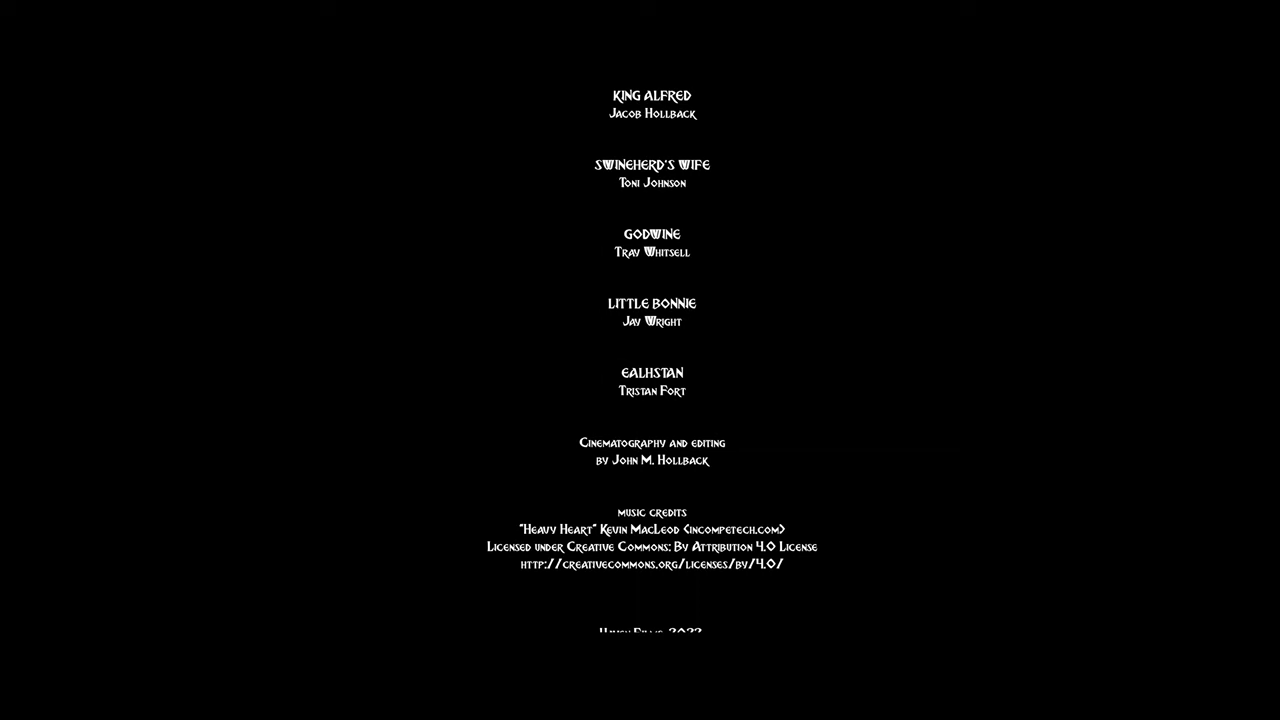 KING ALFRED
Jacob Hollback
SWINEHERD'S WIFE
Toni Johnson
GODWINE
Tray Whitsell
LITTLE BONNIE
Jay Wright
EALHSTAN
Tristan Fort
Cinematography and editing
by John M. Hollback
music credits
"Heavy Heart" Kevin MacLeod (incompetech.com)
Licensed under Creative Commons: By Attribution 4.0 License
http://creativecommons.org/licenses/by/4.0/
2022